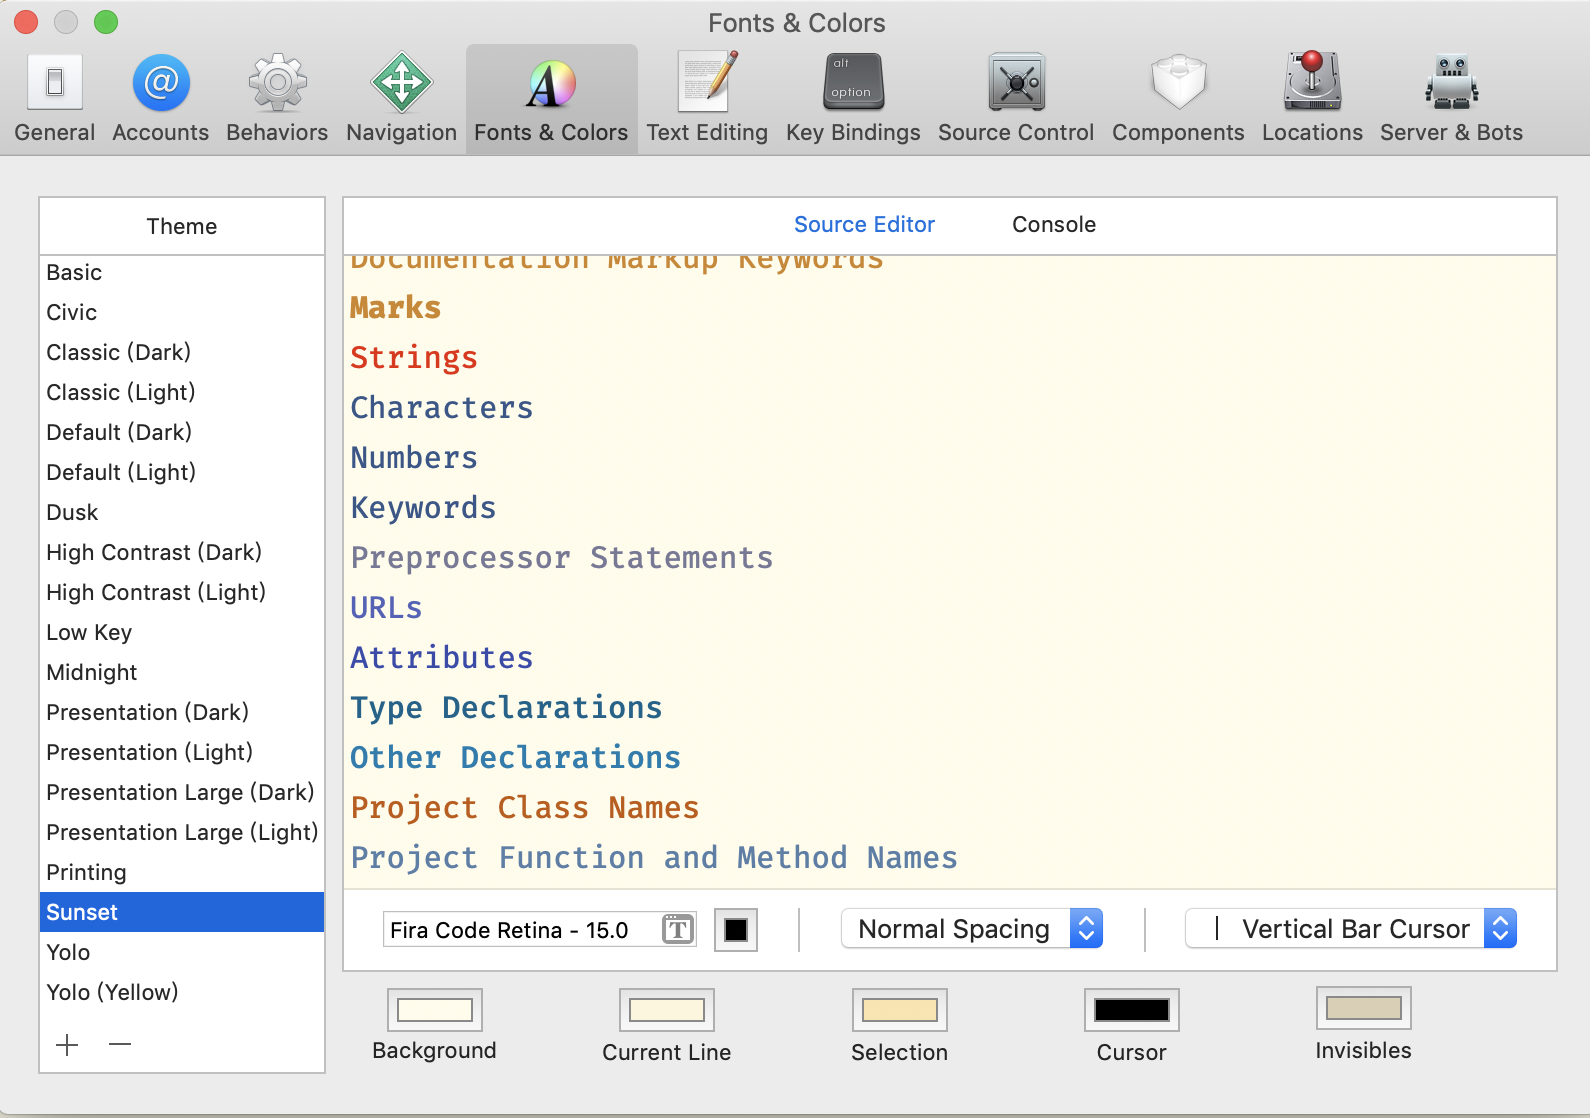 Fonts & Colors
alt
option
General Accounts Behaviors Navigation Fonts & Colors Text Editing Key Bindings Source Control Components Locations Server & Bots
Theme
Basic
Civic
Classic (Dark)
Classic (Light)
Default (Dark)
Default (Light)
Dusk
High Contrast (Dark)
High Contrast (Light)
Low Key
Midnight
Presentation (Dark)
Presentation (Light)
Presentation Large (Dark)
Presentation Large (Light)
Printing
Sunset
Yolo
Yolo (Yellow)
Source Editor Console
Documentation Markup Keywords
Marks
Strings
Characters
Numbers
Keywords
Preprocessor Statements
URLs
Attributes
Type Declarations
Other Declarations
Project Class Names
Project Function and Method Names
Fira Code Retina - 15.0 T Normal Spacing Vertical Bar Cursor
Background Current Line Selection Cursor Invisibles